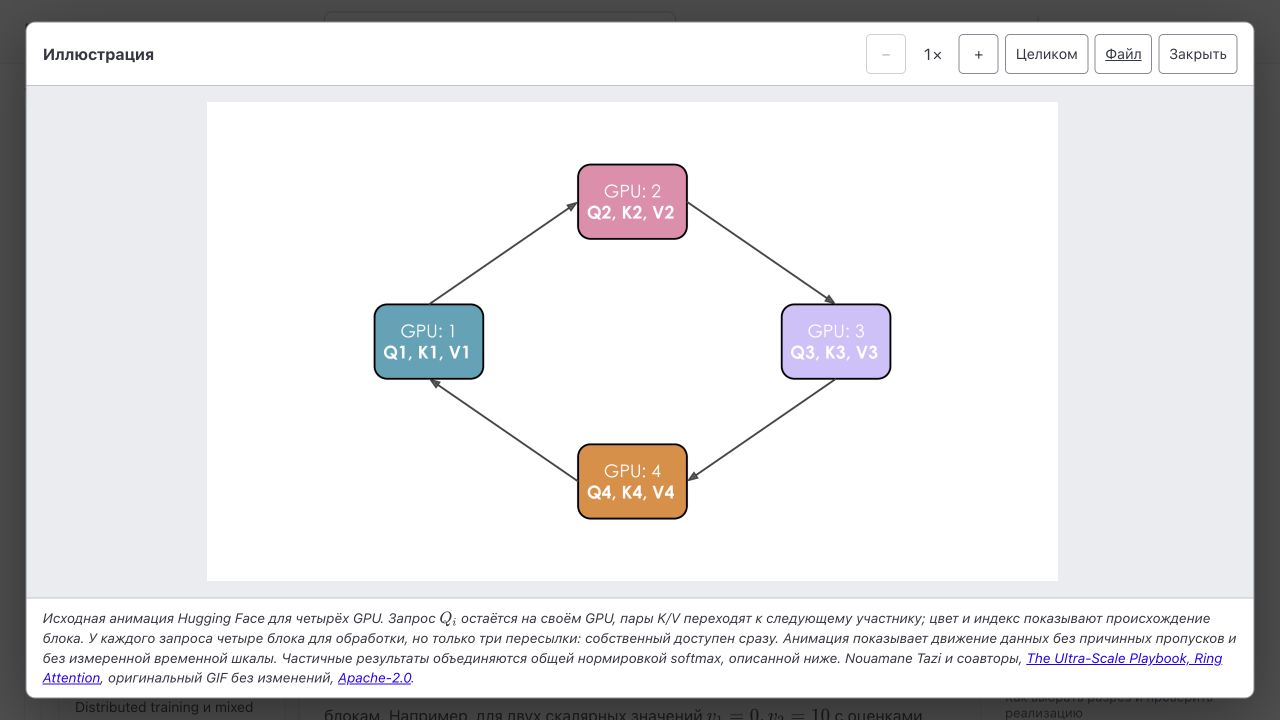 Иллюстрация
−
1×
+
Целиком
Файл
Закрыть
GPU: 2
Q2, K2, V2
GPU: 1
Q1, K1, V1
GPU: 3
Q3, K3, V3
GPU: 4
Q4, K4, V4
Исходная анимация Hugging Face для четырёх GPU. Запрос Qᵢ остаётся на своём GPU, пары K/V переходят к следующему участнику; цвет и индекс показывают происхождение
блока. У каждого запроса четыре блока для обработки, но только три пересылки: собственный доступен сразу. Анимация показывает движение данных без причинных пропусков и
без измеренной временной шкалы. Частичные результаты объединяются общей нормировкой softmax, описанной ниже. Nouamane Tazi и соавторы, The Ultra-Scale Playbook, Ring
Attention, оригинальный GIF без изменений, Apache-2.0.
Distributed training и mixed
блокам. Например, для двух скалярных значений v₁ = 0, v₂ = 10 с оценками
Как выбрать разрез и проверить
реализацию